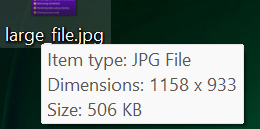 large_file.jpg
Item type: JPG File
Dimensions: 1158 x 933
Size: 506 KB